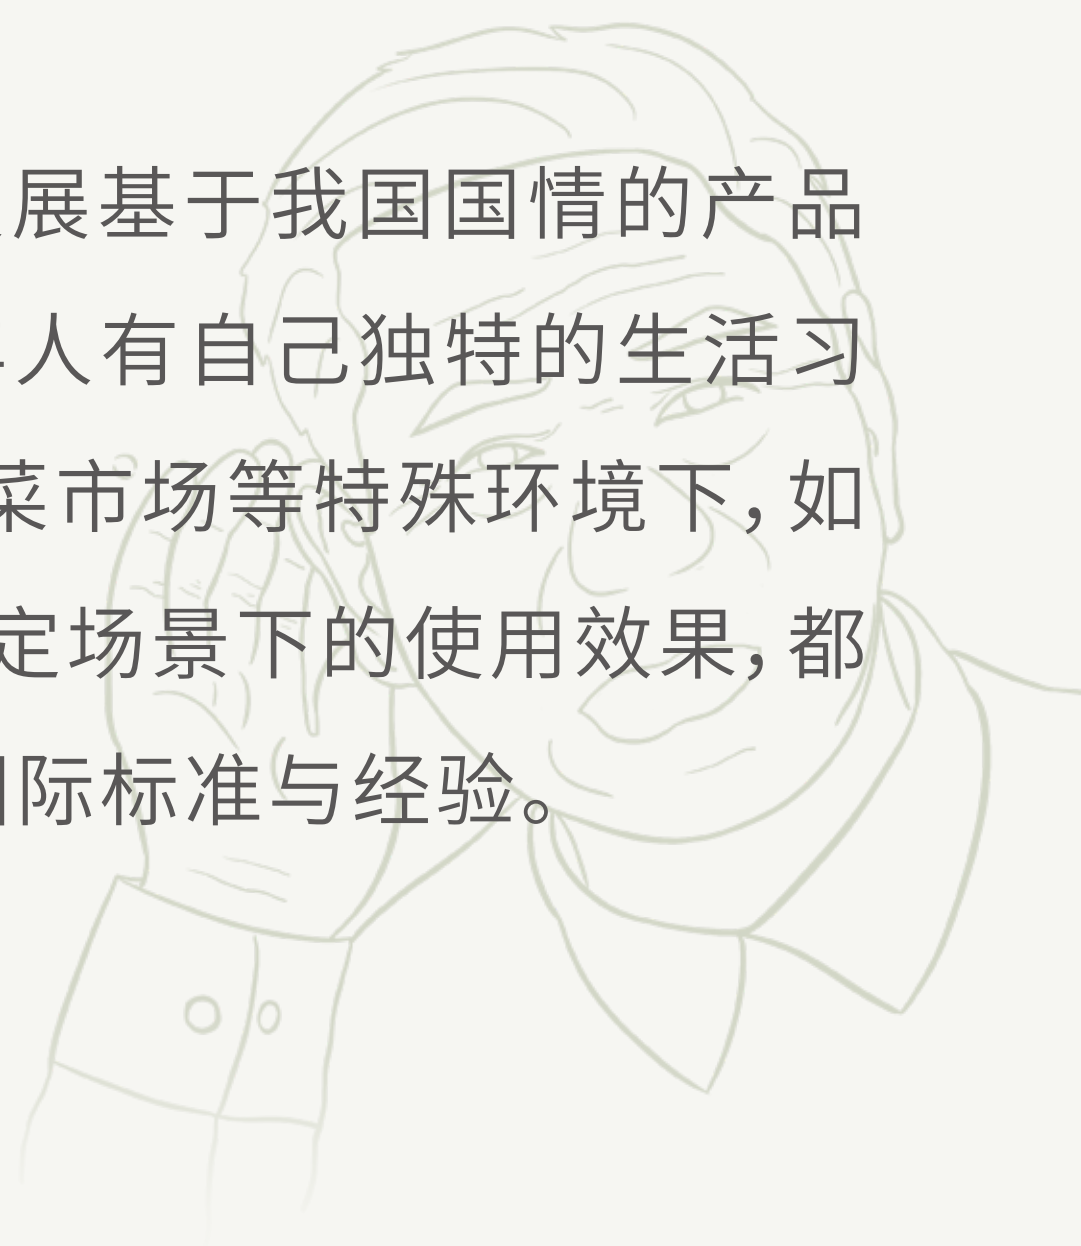 展基于我国国情的产品
人有自己独特的生活习
菜市场等特殊环境下，如
定场景下的使用效果，都
际标准与经验。